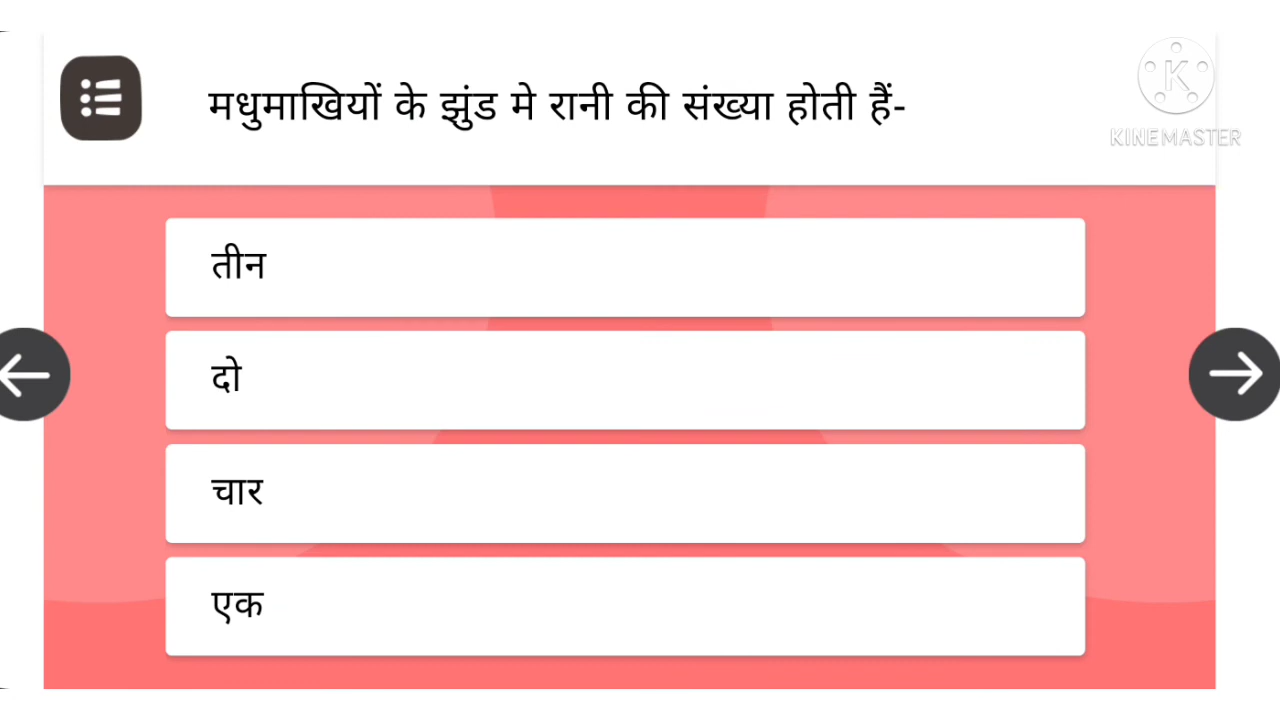 मधुमाखियों के झुंड मे रानी की संख्या होती हैं-
K
KINEMASTER
तीन
दो
चार
एक